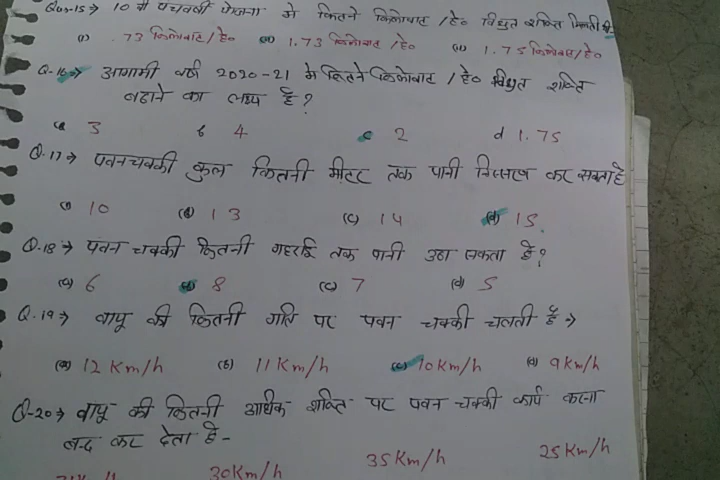 Qus-15⇒ 10 वी पंचवर्षी योजना में कितने किलोवाट /हे० विद्युत शक्ति मिलती थी
(a) .73 किलोवाट/हे० (b) 1.73 किलोवाट /हे० (c) 1.75 किलोवाट/हे०
Q-16⇒ आगामी वर्ष 2020-21 में कितने किलोवाट /हे० विद्युत शक्ति
बढाने का लक्ष्य है?
a 3 b 4 c 2 d 1.75
Q.17⇒ पवनचक्की कुल कितनी मीटर तक पानी निस्सारण कर सकता है
(a) 10 (b) 13 (c) 14 (d) 15
Q.18⇒ पवन चक्की कितनी गहराई तक पानी उठा सकता है?
(a) 6 (b) 8 (c) 7 (d) 5
Q.19⇒ वायु की कितनी गति पर पवन चक्की चलती है⇒
(a) 12 Km/h (b) 11 Km/h (c) 10 Km/h (d) 9 Km/h
Q-20⇒ वायु की कितनी अधिक शक्ति पर पवन चक्की कार्य करना
बन्द कर देता है-
30 Km/h 35 Km/h 25 Km/h